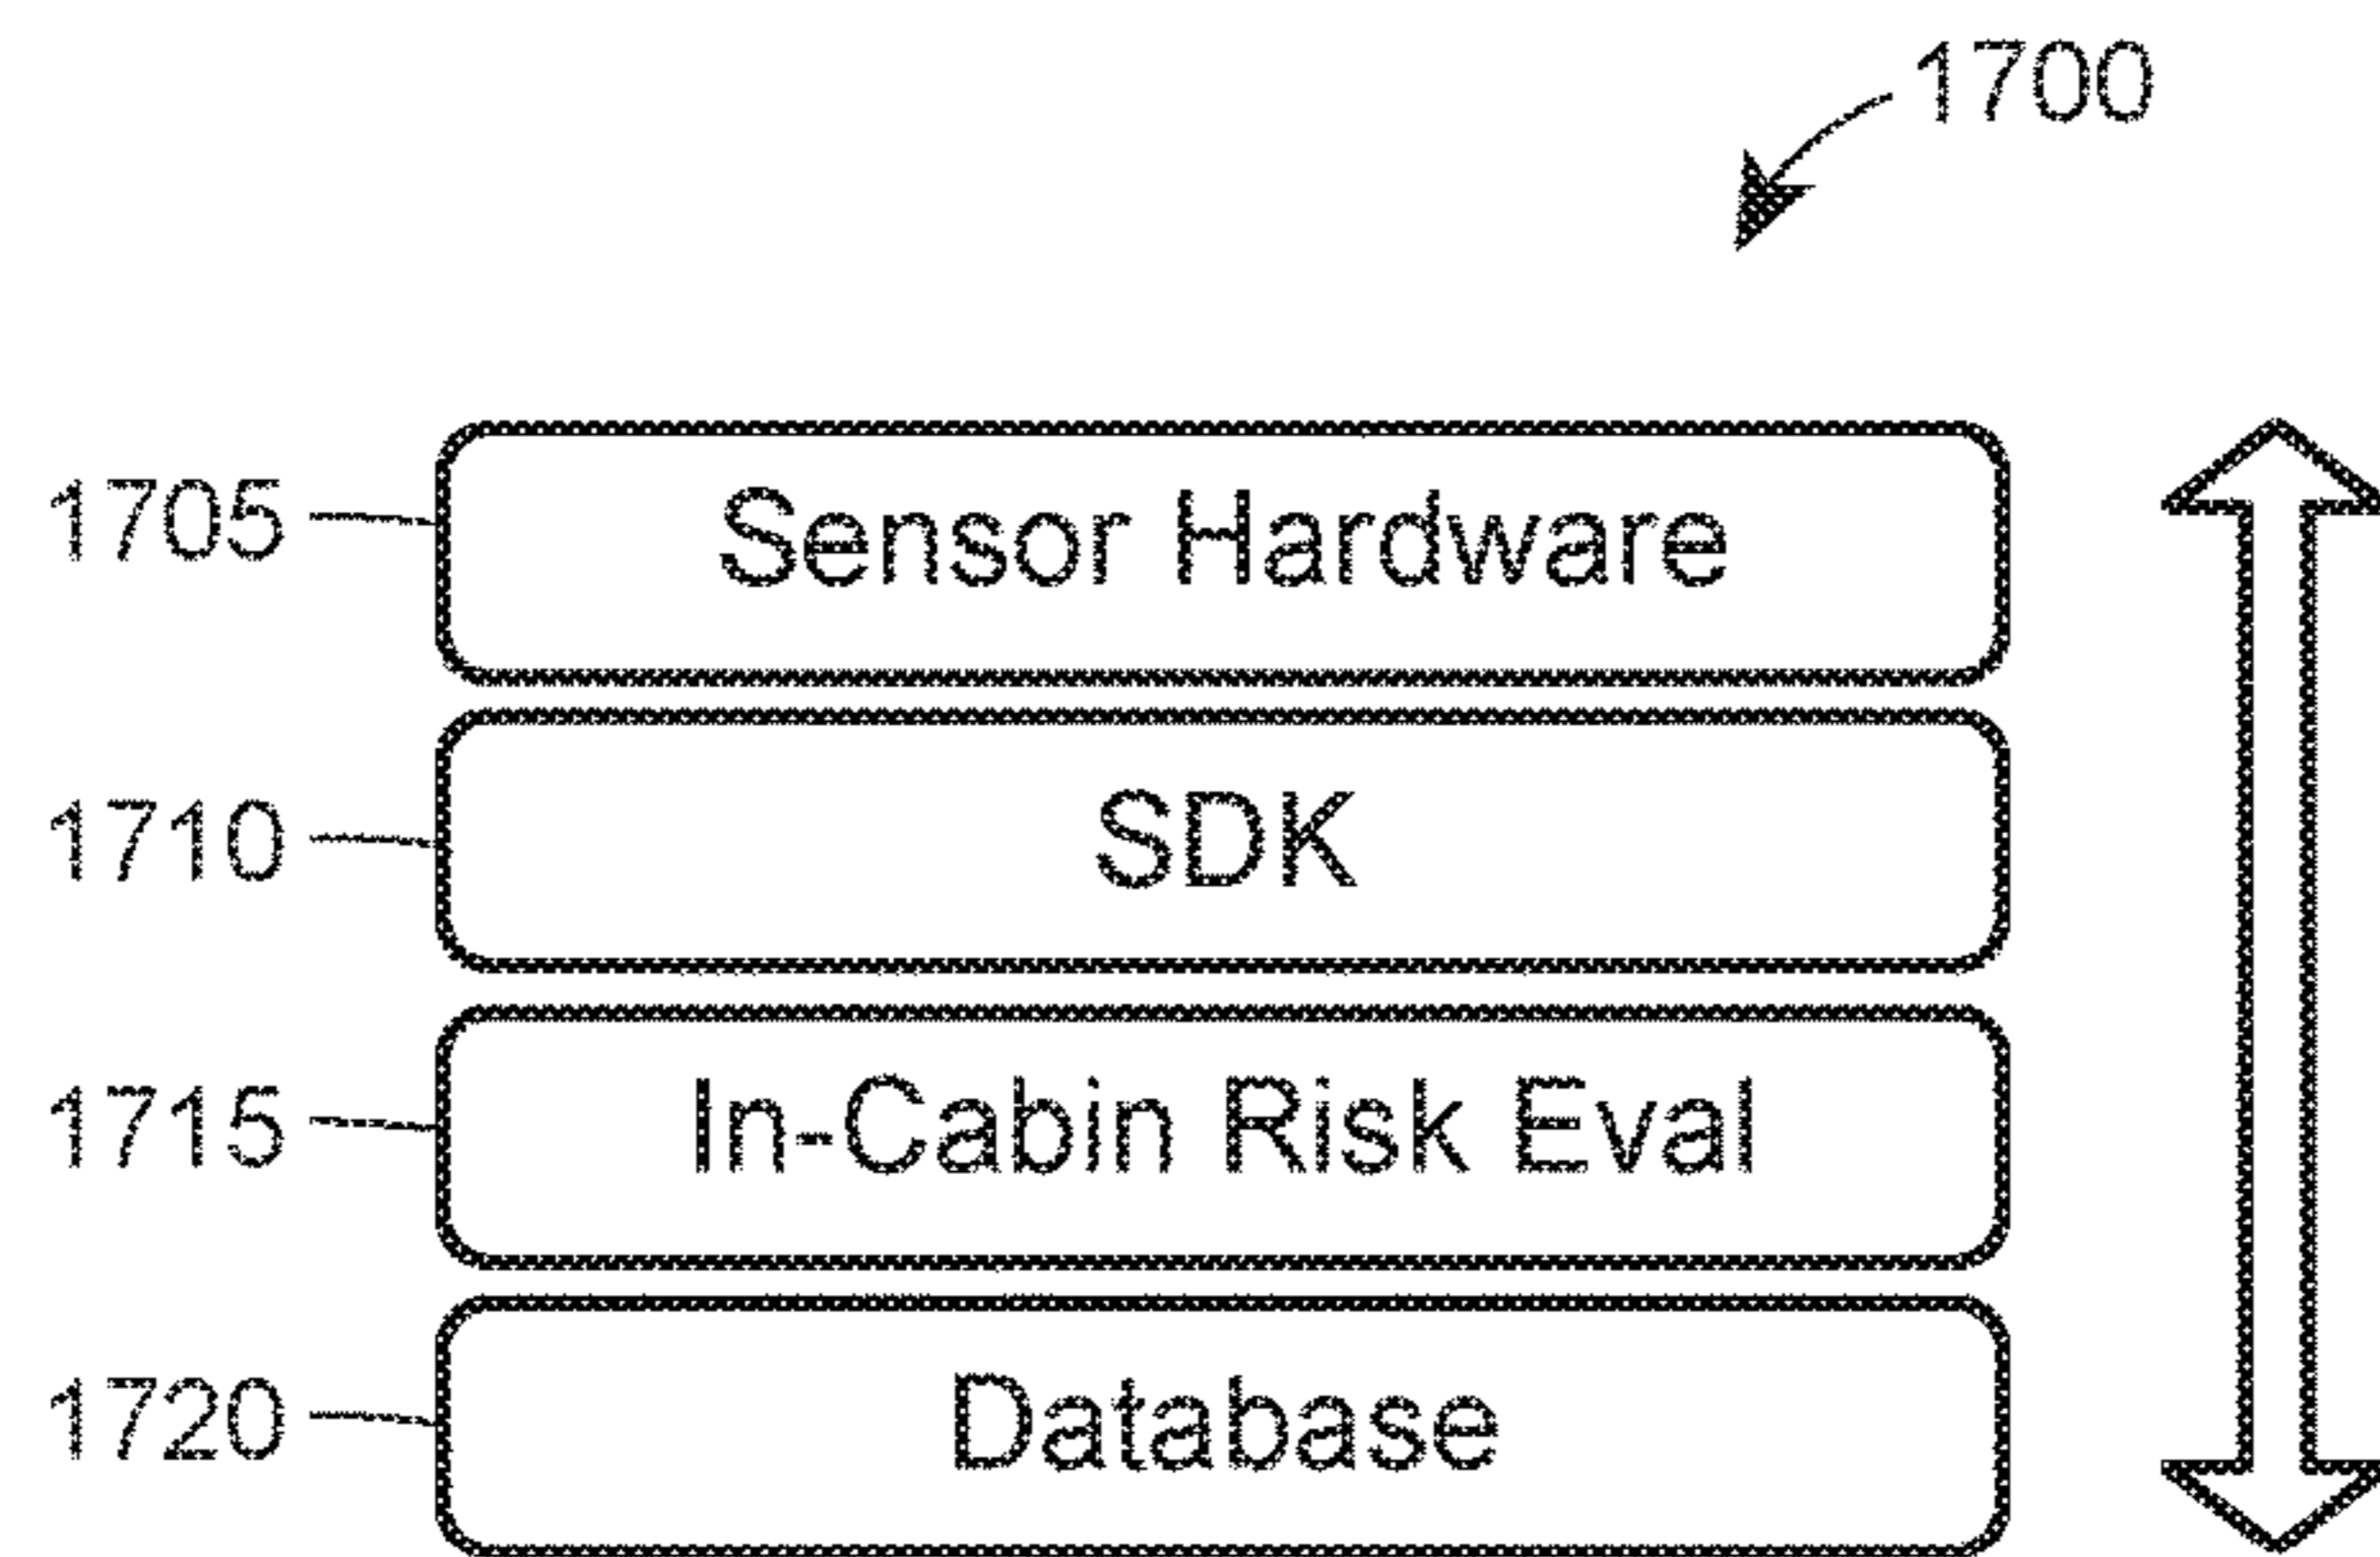 1700
1705 Sensor Hardware
1710 SDK
1715 In-Cabin Risk Eval
1720 Database